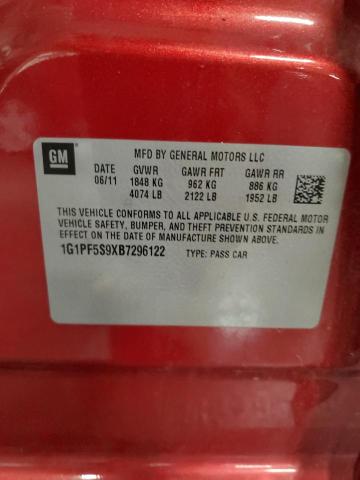 GM
MFD BY GENERAL MOTORS LLC
DATE GVWR GAWR FRT GAWR RR
06/11 1848 KG 962 KG 886 KG
4074 LB 2122 LB 1952 LB
THIS VEHICLE CONFORMS TO ALL APPLICABLE U.S. FEDERAL MOTOR
VEHICLE SAFETY, BUMPER, AND THEFT PREVENTION STANDARDS IN
EFFECT ON THE DATE OF MANUFACTURE SHOWN ABOVE.
1G1PF5S9XB7296122 TYPE: PASS CAR